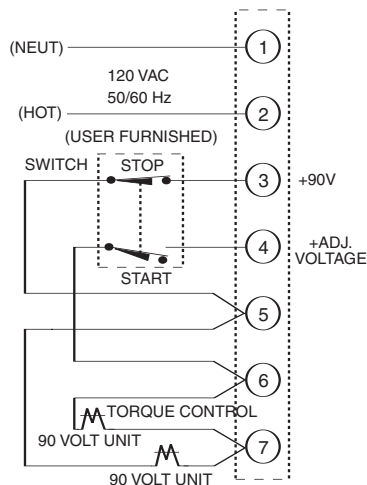 (NEUT)
1
120 VAC
50/60 Hz
(HOT)
2
(USER FURNISHED)
SWITCH
STOP
3
+90V
4
+ADJ.
VOLTAGE
START
5
6
TORQUE CONTROL
90 VOLT UNIT
7
90 VOLT UNIT